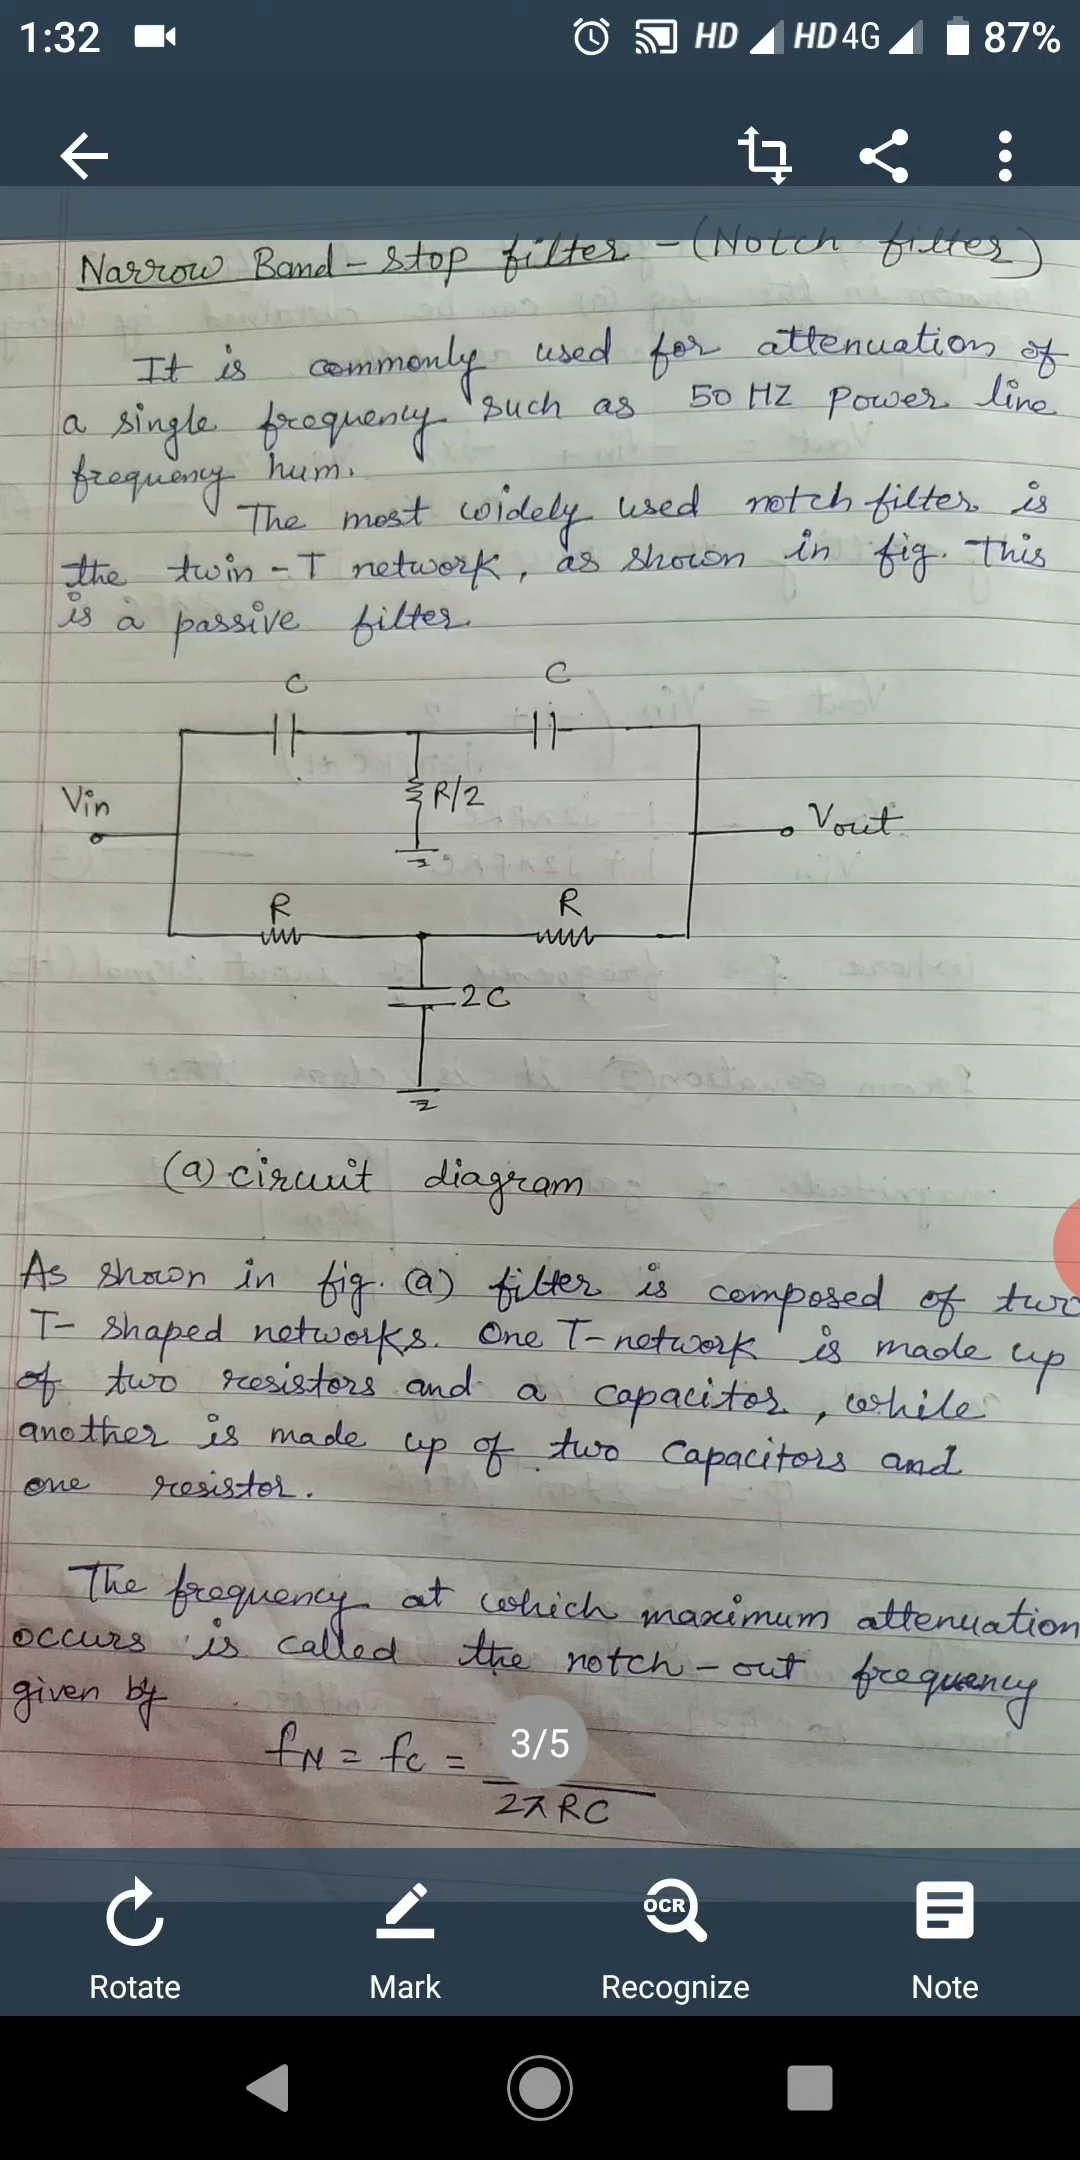 1:32 HD HD 4G 87%
Narrow Band-stop filter - (Notch filter)
It is commonly used for attenuation of
a single frequency such as 50 HZ power line
frequency hum.
The most widely used notch filter is
the twin-T network, as shown in fig. This
is a passive filter.
C C
Vin R/2 Vout
R R
2C
(a) circuit diagram
As shown in fig. (a) filter is composed of two
T- shaped networks. One T-network is made up
of two resistors and a capacitor, while
another is made up of two capacitors and
one resistor.
The frequency at which maximum attenuation
occurs is called the notch-out frequency
given by
fN = fc =
3/5
2πRC
OCR
Rotate Mark Recognize Note